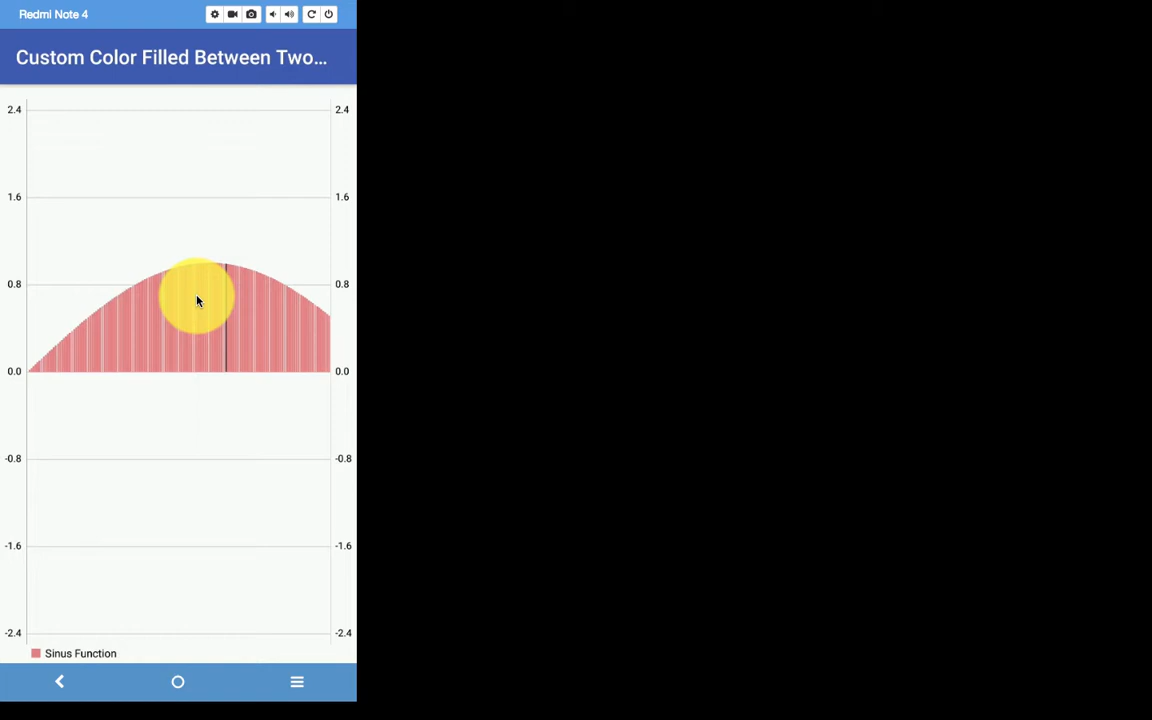 Redmi Note 4
Custom Color Filled Between Two...
2.4 2.4
1.6 1.6
0.8 0.8
0.0 0.0
-0.8 -0.8
-1.6 -1.6
-2.4 -2.4
Sinus Function